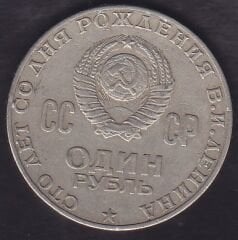 СТО ЛЕТ СО ДНЯ РОЖДЕНИЯ В.И.ЛЕНИНА
СС СР
ОДИН
РУБЛЬ